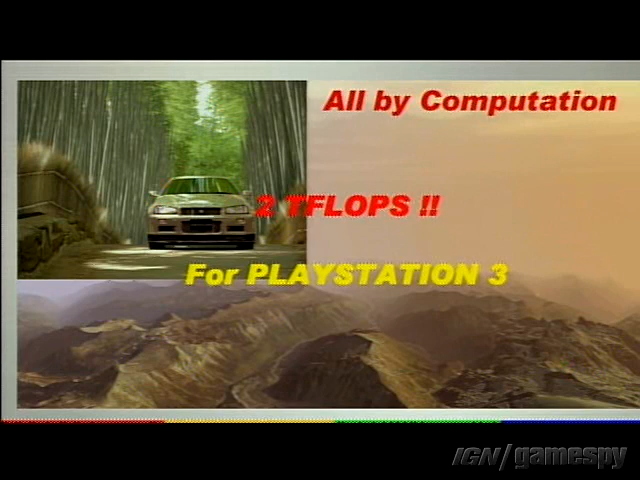 All by Computation
2 TFLOPS !!
For PLAYSTATION 3
IGN/gamespy